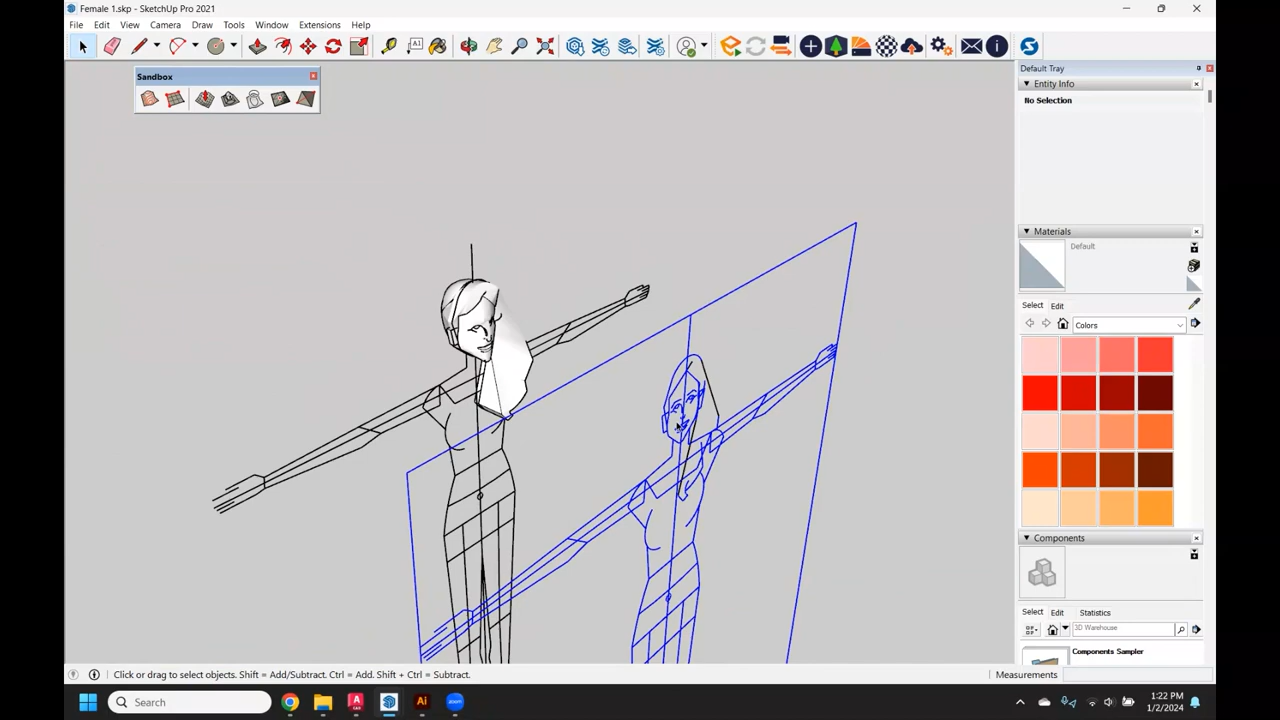 Female 1.skp - SketchUp Pro 2021
File Edit View Camera Draw Tools Window Extensions Help
Sandbox
Default Tray
Entity Info
No Selection
Materials
Default
Select Edit
Colors
Components
Select Edit Statistics
3D Warehouse
Components Sampler
Click or drag to select objects. Shift = Add/Subtract. Ctrl = Add. Shift + Ctrl = Subtract.
Measurements
Search
1:22 PM
1/2/2024